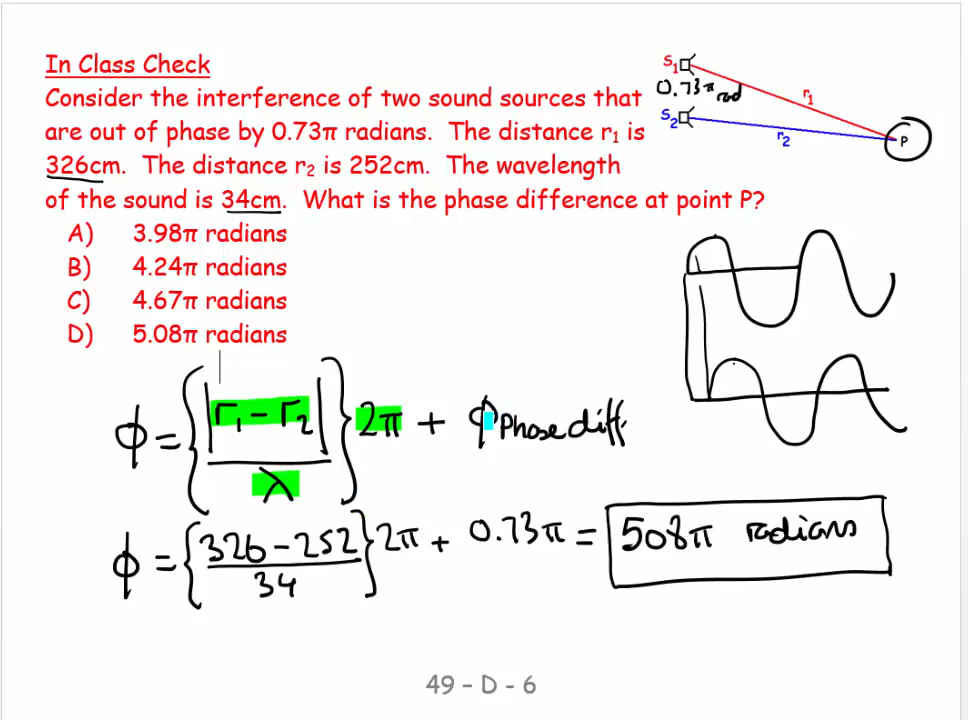 In Class Check
Consider the interference of two sound sources that
are out of phase by 0.73π radians. The distance r₁ is
326cm. The distance r₂ is 252cm. The wavelength
of the sound is 34cm. What is the phase difference at point P?
A) 3.98π radians
B) 4.24π radians
C) 4.67π radians
D) 5.08π radians
S₁
0.73π rad
S₂
r₁
r₂
P
ϕ = {|r₁ - r₂| / λ} 2π + ϕ Phase diff
ϕ = {326 - 252 / 34} 2π + 0.73π = 508π radians
49 - D - 6